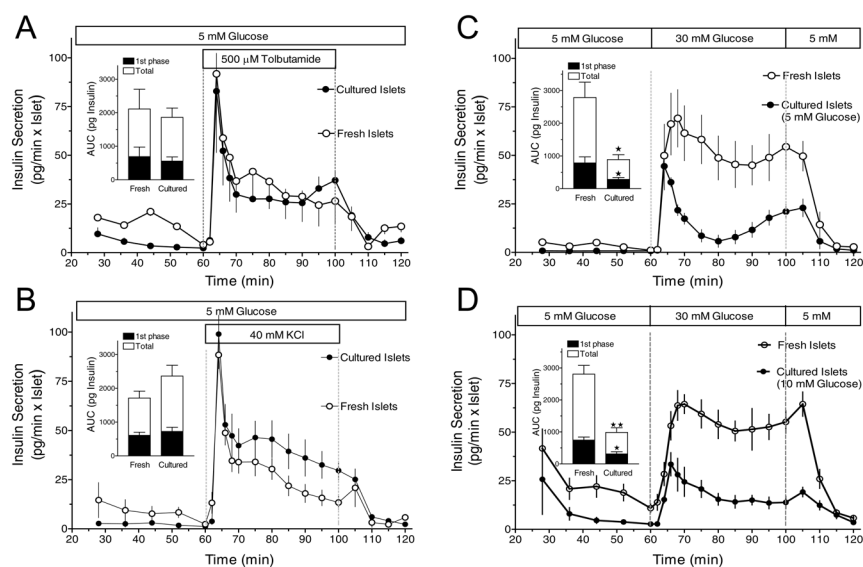 A
5 mM Glucose
500 μM Tolbutamide
1st phase
Total
AUC (pg Insulin)
3000
2000
1000
0
Fresh Cultured
Cultured Islets
Fresh Islets
Insulin Secretion
(pg/min x Islet)
100
75
50
25
0
20 30 40 50 60 70 80 90 100 110 120
Time (min)
B
5 mM Glucose
40 mM KCl
1st phase
Total
AUC (pg Insulin)
3000
2000
1000
0
Fresh Cultured
Cultured Islets
Fresh Islets
Insulin Secretion
(pg/min x Islet)
100
75
50
25
0
20 30 40 50 60 70 80 90 100 110 120
Time (min)
C
5 mM Glucose 30 mM Glucose 5 mM
1st phase
Total
AUC (pg Insulin)
3000
2000
1000
0
Fresh Cultured
Fresh Islets
Cultured Islets
(5 mM Glucose)
Insulin Secretion
(pg/min x Islet)
100
75
50
25
0
20 30 40 50 60 70 80 90 100 110 120
Time (min)
D
5 mM Glucose 30 mM Glucose 5 mM
1st phase
Total
AUC (pg Insulin)
3000
2000
1000
0
Fresh Cultured
Fresh Islets
Cultured Islets
(10 mM Glucose)
Insulin Secretion
(pg/min x Islet)
100
75
50
25
0
20 30 40 50 60 70 80 90 100 110 120
Time (min)